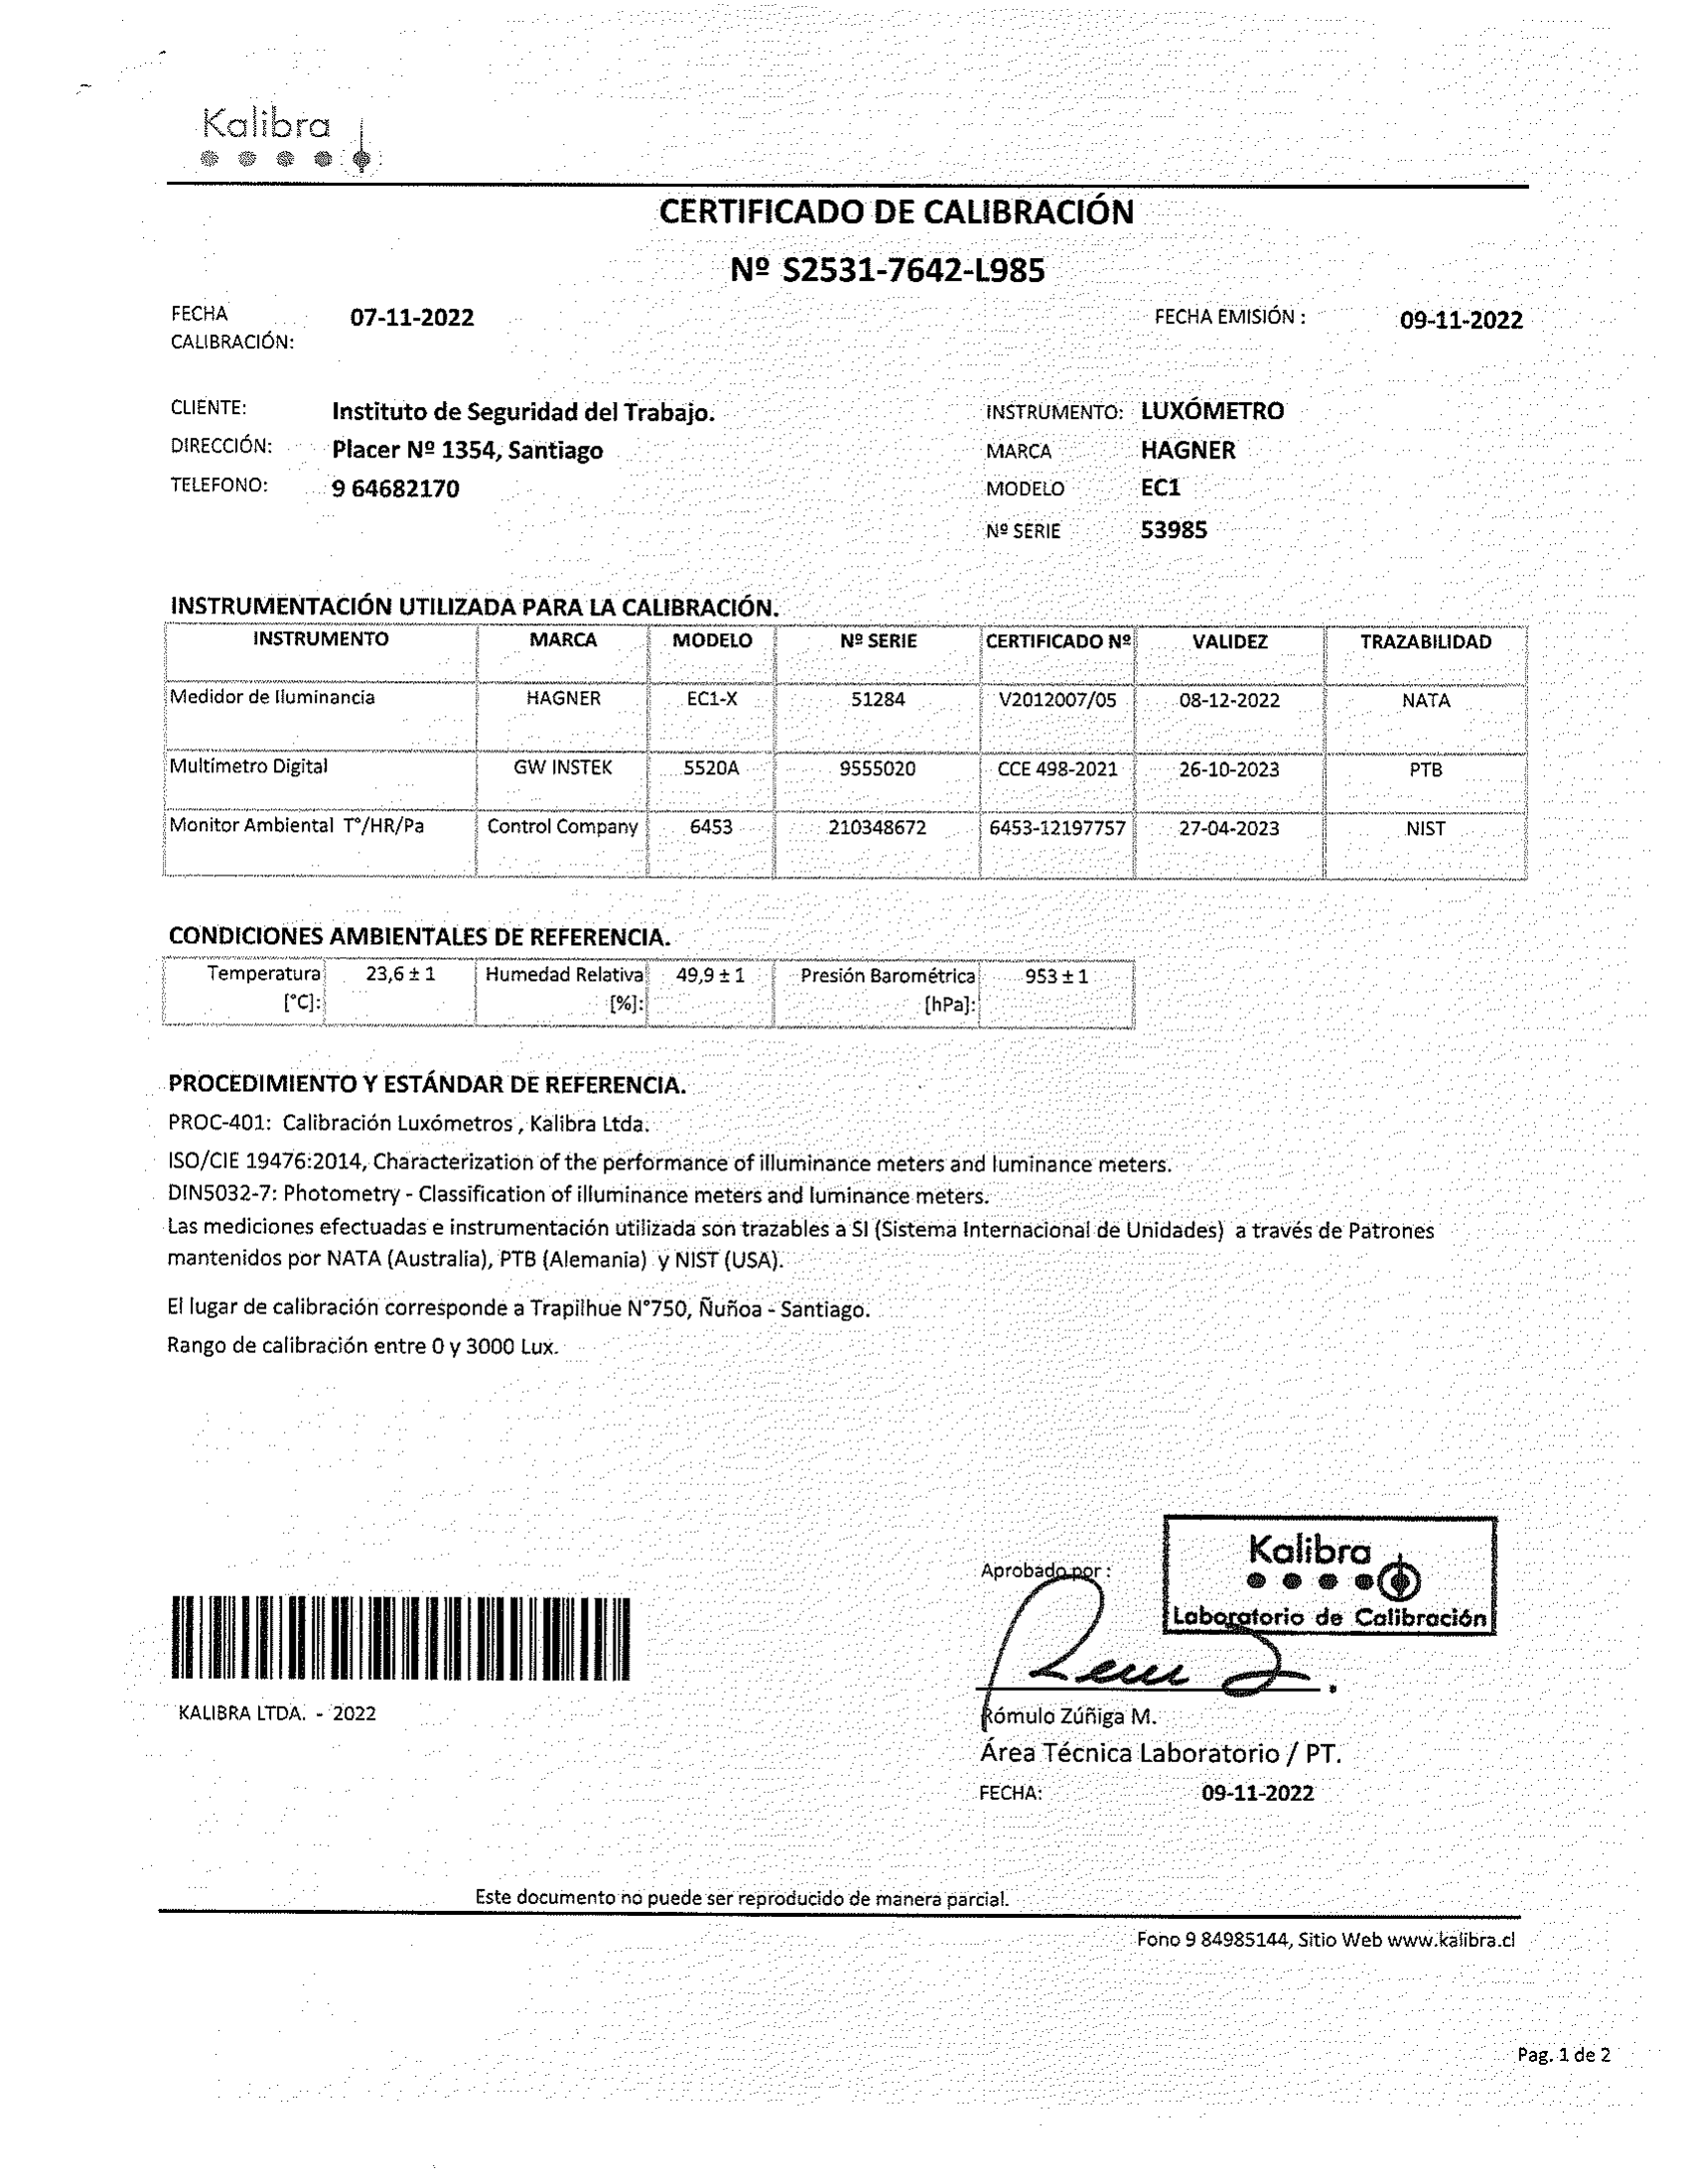 Kalibra
CERTIFICADO DE CALIBRACIÓN
Nº S2531-7642-L985
FECHA CALIBRACIÓN: 07-11-2022 FECHA EMISIÓN : 09-11-2022
CLIENTE: Instituto de Seguridad del Trabajo. INSTRUMENTO: LUXÓMETRO
DIRECCIÓN: Placer Nº 1354, Santiago MARCA HAGNER
TELEFONO: 9 64682170 MODELO EC1
Nº SERIE 53985
INSTRUMENTACIÓN UTILIZADA PARA LA CALIBRACIÓN.
INSTRUMENTO MARCA MODELO Nº SERIE CERTIFICADO Nº VALIDEZ TRAZABILIDAD
Medidor de Iluminancia HAGNER EC1-X 51284 V2012007/05 08-12-2022 NATA
Multímetro Digital GW INSTEK 5520A 9555020 CCE 498-2021 26-10-2023 PTB
Monitor Ambiental T°/HR/Pa Control Company 6453 210348672 6453-12197757 27-04-2023 NIST
CONDICIONES AMBIENTALES DE REFERENCIA.
Temperatura [°C]: 23,6 ± 1 Humedad Relativa [%]: 49,9 ± 1 Presión Barométrica [hPa]: 953 ± 1
PROCEDIMIENTO Y ESTÁNDAR DE REFERENCIA.
PROC-401: Calibración Luxómetros , Kalibra Ltda.
ISO/CIE 19476:2014, Characterization of the performance of illuminance meters and luminance meters.
DIN5032-7: Photometry - Classification of illuminance meters and luminance meters.
Las mediciones efectuadas e instrumentación utilizada son trazables a SI (Sistema Internacional de Unidades) a través de Patrones
mantenidos por NATA (Australia), PTB (Alemania) y NIST (USA).
El lugar de calibración corresponde a Trapilhue N°750, Ñuñoa - Santiago.
Rango de calibración entre 0 y 3000 Lux.
Aprobado por :
Kalibra
Laboratorio de Calibración
KALIBRA LTDA. - 2022
Rómulo Zúñiga M.
Área Técnica Laboratorio / PT.
FECHA: 09-11-2022
Este documento no puede ser reproducido de manera parcial.
Fono 9 84985144, Sitio Web www.kalibra.cl
Pag. 1 de 2